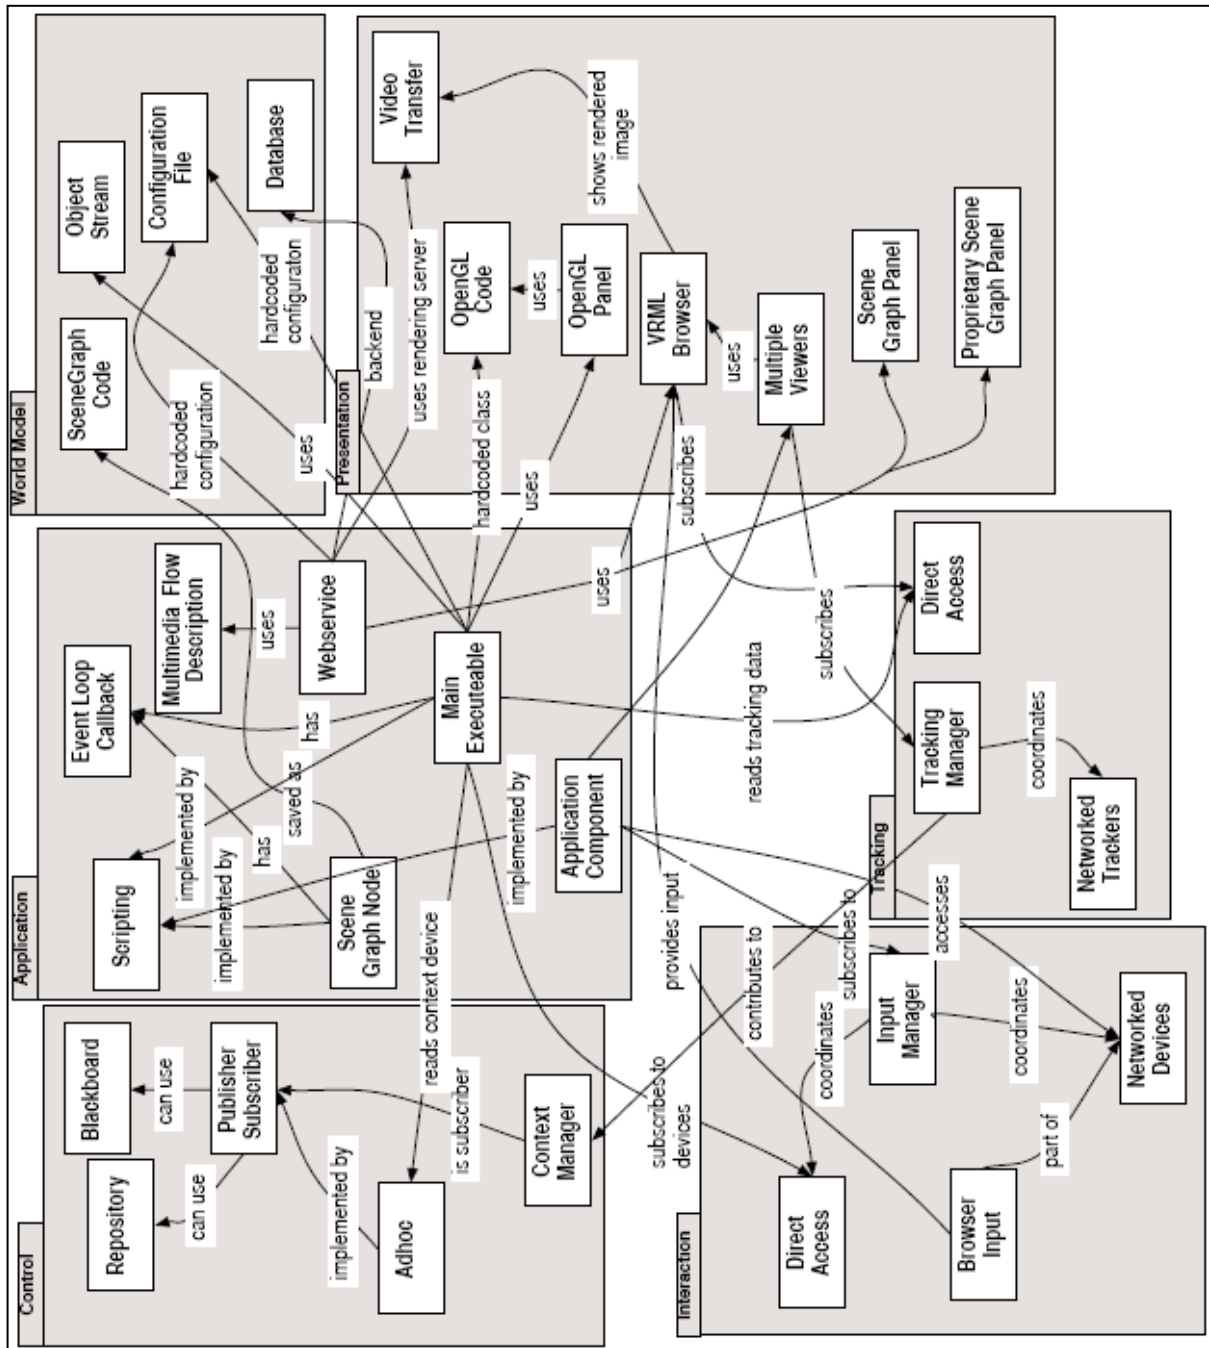 Control
Repository
Blackboard
can use
can use
Publisher
Subscriber
implemented by
Adhoc
is subscriber
reads context device
Context
Manager
Application
Scripting
Event Loop
Callback
implemented by
implemented by
has
has
saved as
Multimedia Flow
Description
uses
Scene
Graph Node
Webservice
Main
Executeable
implemented by
Application
Component
World Model
SceneGraph
Code
Object
Stream
Configuration
File
Database
hardcoded
configuration
uses
hardcoded
configuraton
Interaction
subscribes to
devices
provides input
contributes to
Direct
Access
coordinates
subscribes to
Input
Manager
accesses
Browser
Input
part of
coordinates
Networked
Devices
Tracking
reads tracking data
subscribes
Tracking
Manager
Direct
Access
coordinates
Networked
Trackers
Presentation
backend
uses rendering server
Video
Transfer
hardcoded class
OpenGL
Code
uses
uses
OpenGL
Panel
shows rendered
image
uses
subscribes
VRML
Browser
uses
Multiple
Viewers
Scene
Graph Panel
Proprietary Scene
Graph Panel